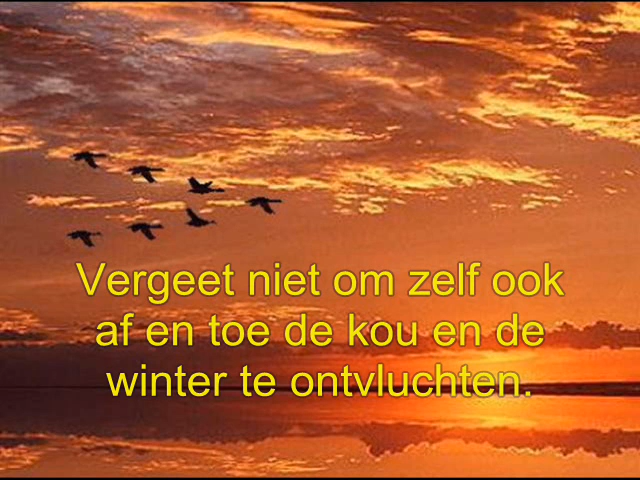 Vergeet niet om zelf ook
af en toe de kou en de
winter te ontvluchten.